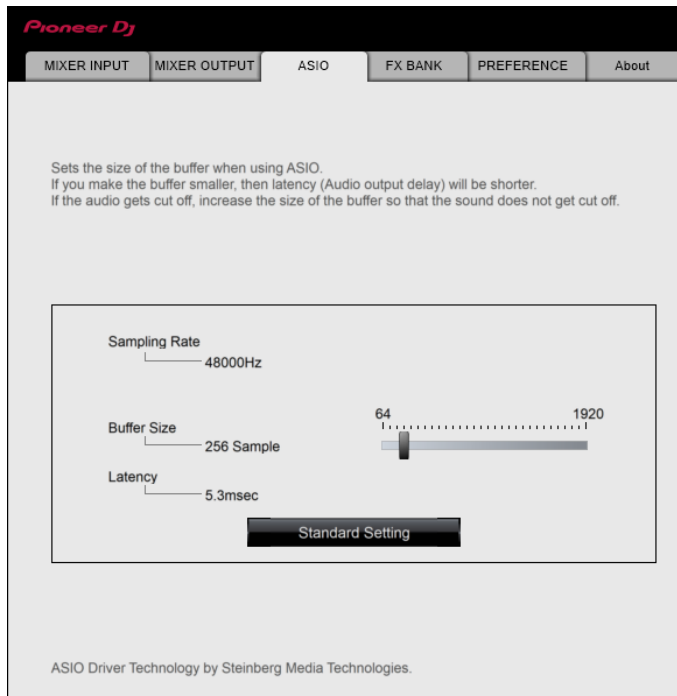 Pioneer Dj
MIXER INPUT MIXER OUTPUT ASIO FX BANK PREFERENCE About
Sets the size of the buffer when using ASIO.
If you make the buffer smaller, then latency (Audio output delay) will be shorter.
If the audio gets cut off, increase the size of the buffer so that the sound does not get cut off.
Sampling Rate
48000Hz
64 1920
Buffer Size
256 Sample
Latency
5.3msec
Standard Setting
ASIO Driver Technology by Steinberg Media Technologies.